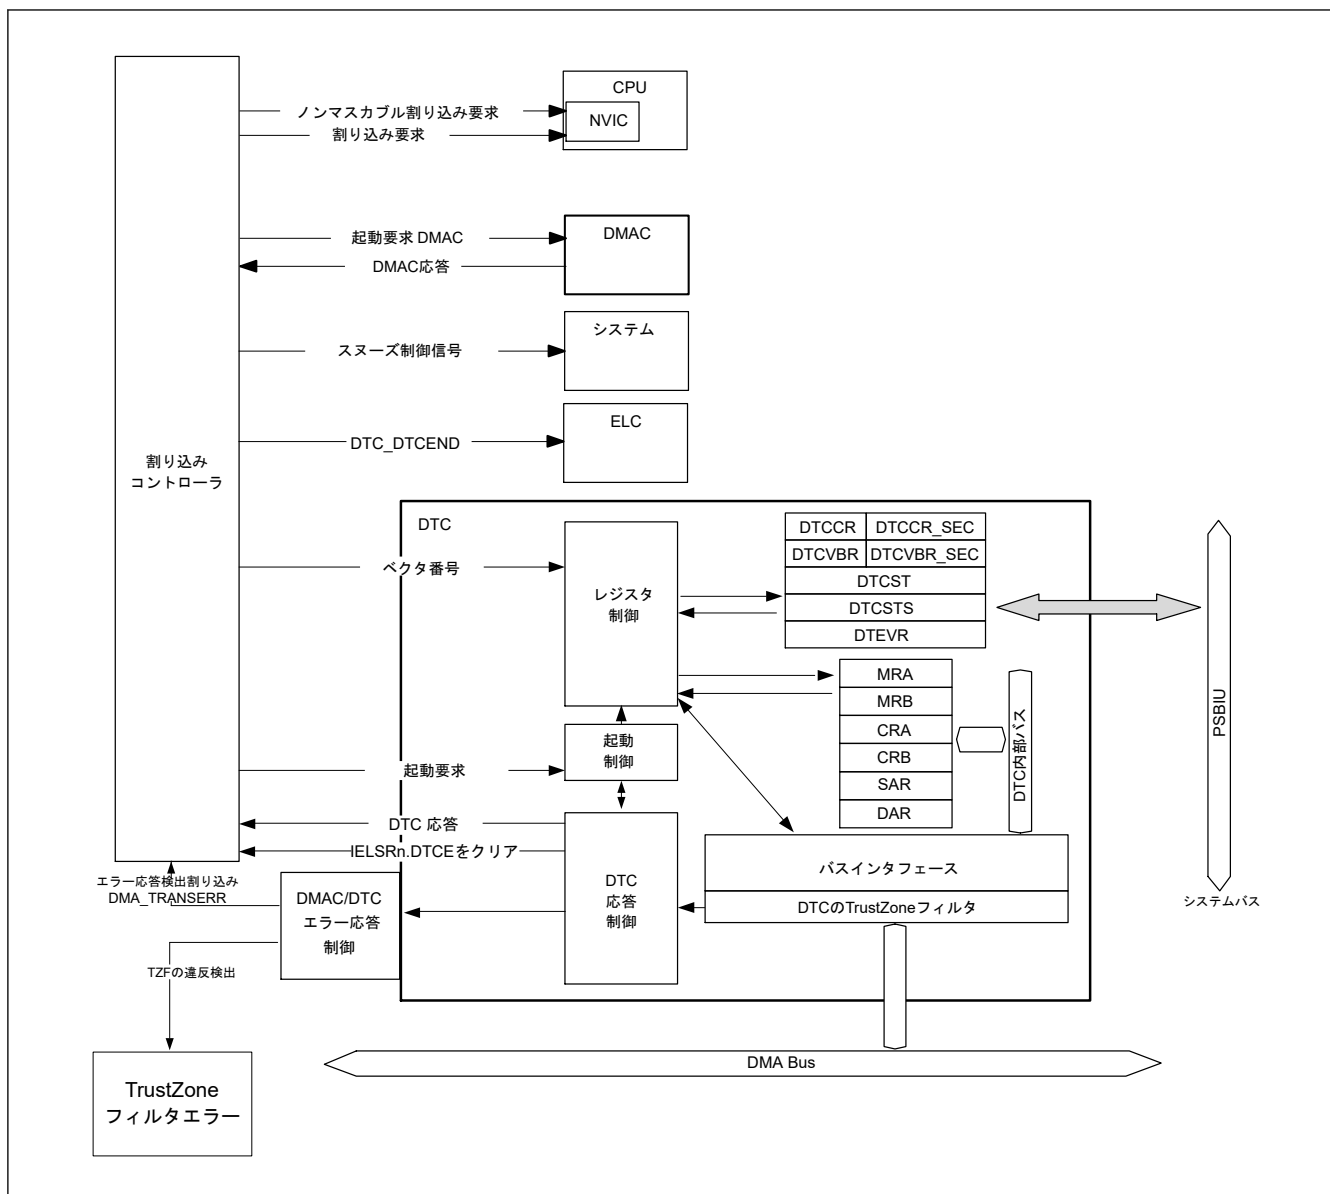 CPU
NVIC
ノンマスカブル割り込み要求
割り込み要求
DMAC
起動要求 DMAC
DMAC応答
システム
スヌーズ制御信号
ELC
DTC_DTCEND
割り込み
コントローラ
DTC
ベクタ番号
レジスタ
制御
DTCCR
DTCCR_SEC
DTCVBR
DTCVBR_SEC
DTCST
DTCSTS
DTEVR
MRA
MRB
CRA
CRB
SAR
DAR
DTC内部バス
PSBIU
システムバス
起動
制御
起動要求
DTC 応答
IELSRn.DTCEをクリア
バスインタフェース
DTCのTrustZoneフィルタ
DTC
応答
制御
エラー応答検出割り込み
DMA_TRANSERR
DMAC/DTC
エラー応答
制御
TZFの違反検出
TrustZone
フィルタエラー
DMA Bus